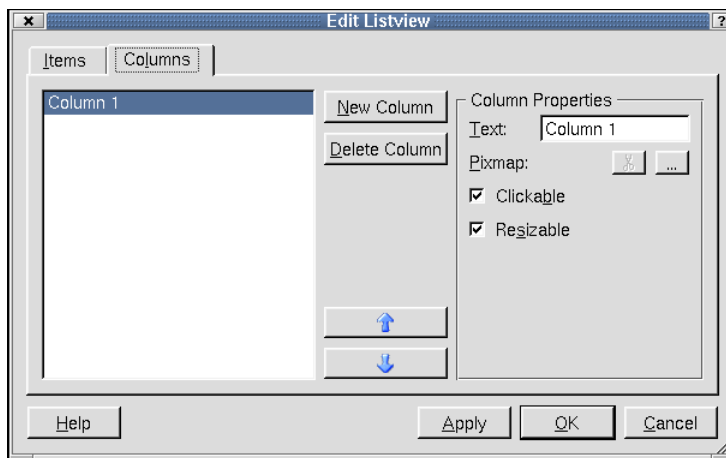 Edit Listview
?
Items
Columns
Column 1
New Column
Delete Column
Column Properties
Text:
Column 1
Pixmap:
...
Clickable
Resizable
Help
Apply
OK
Cancel